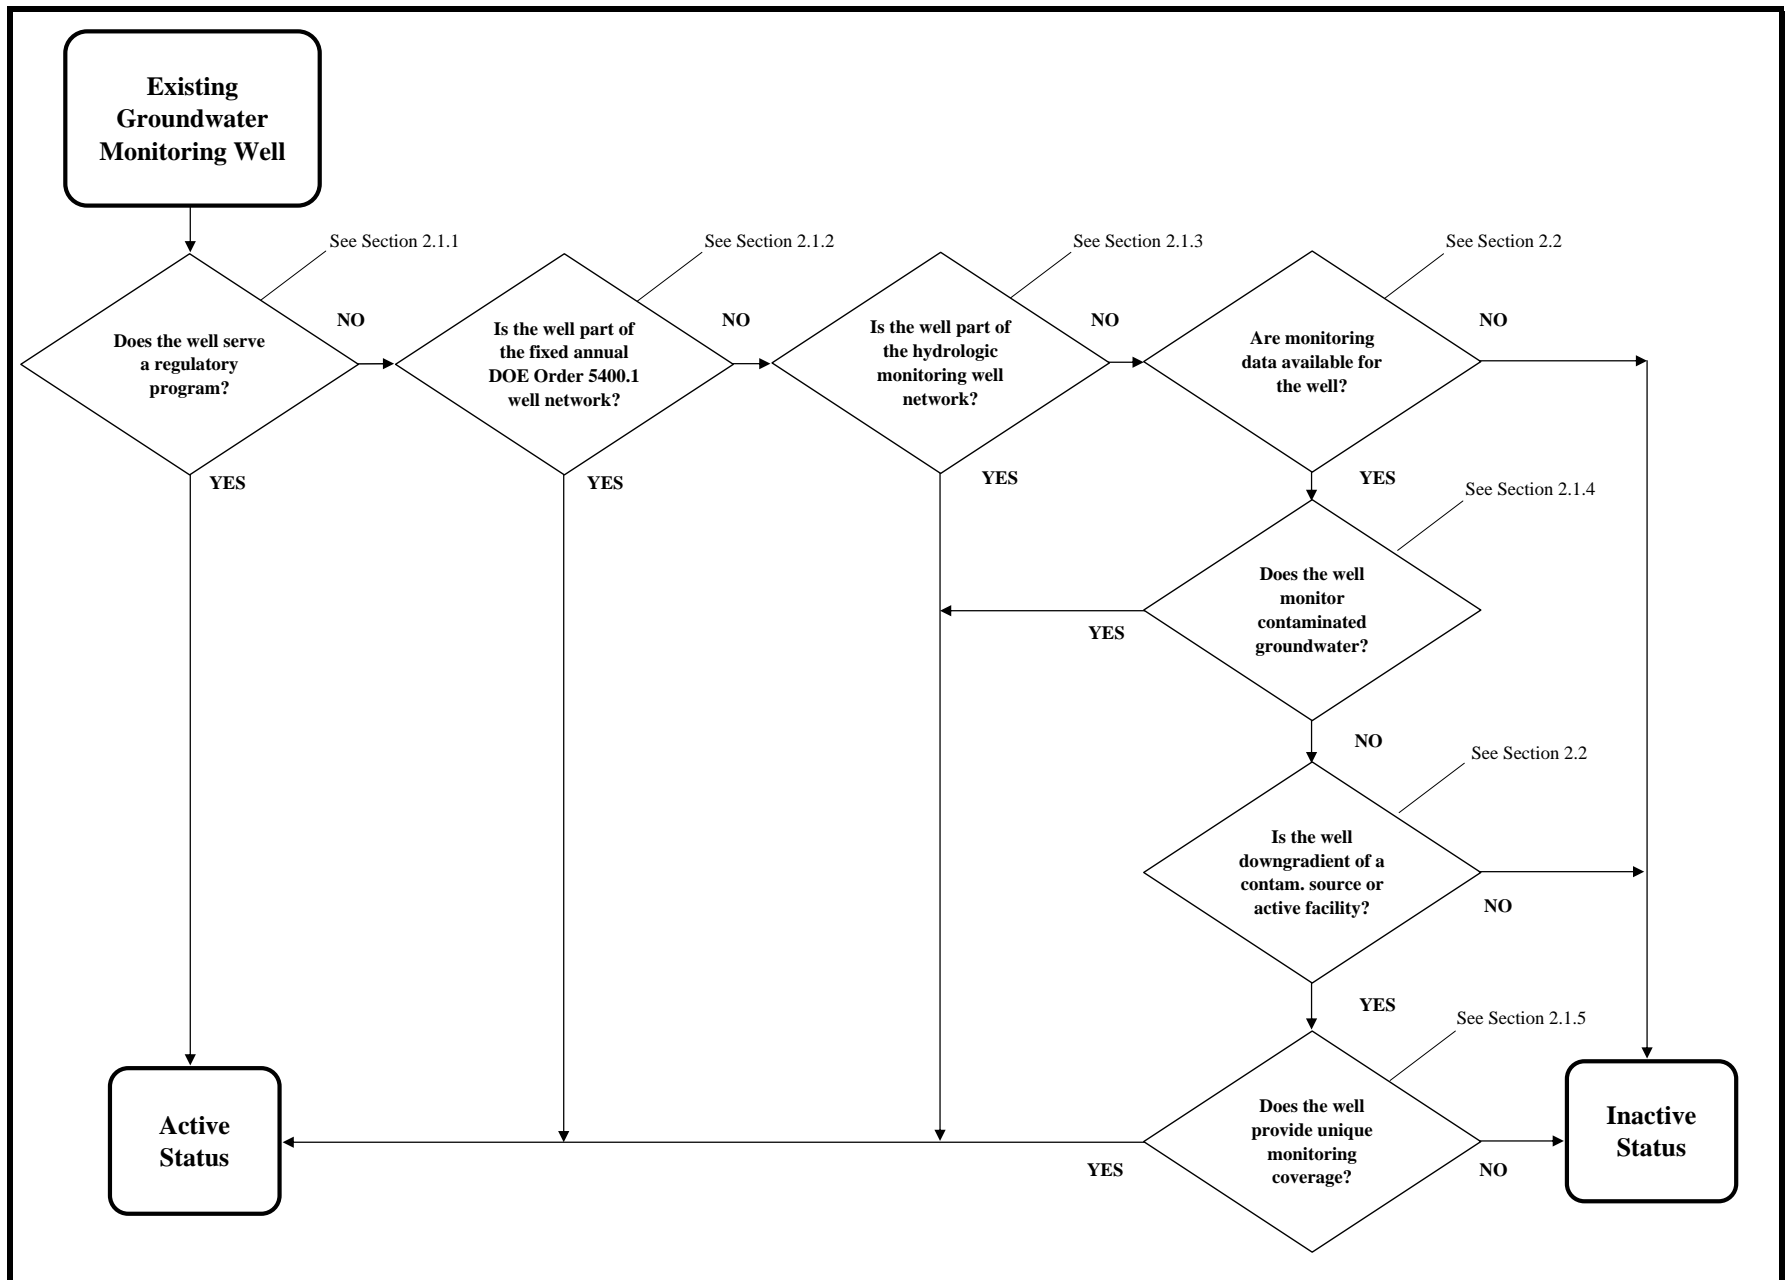 Existing
Groundwater
Monitoring Well
See Section 2.1.1
See Section 2.1.2
See Section 2.1.3
See Section 2.2
Does the well serve
a regulatory
program?
NO
YES
Is the well part of
the fixed annual
DOE Order 5400.1
well network?
NO
YES
Is the well part of
the hydrologic
monitoring well
network?
NO
YES
Are monitoring
data available for
the well?
NO
YES
See Section 2.1.4
Does the well
monitor
contaminated
groundwater?
YES
NO
See Section 2.2
Is the well
downgradient of a
contam. source or
active facility?
NO
YES
See Section 2.1.5
Does the well
provide unique
monitoring
coverage?
YES
NO
Active
Status
Inactive
Status